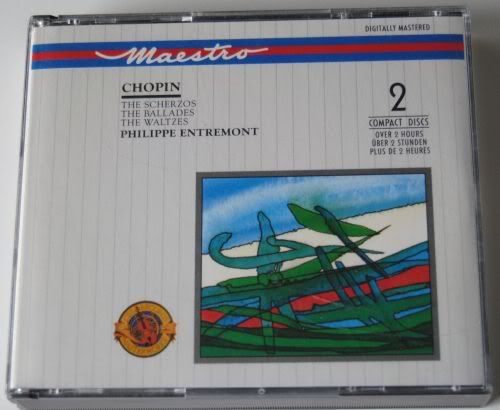 DIGITALLY MASTERED
Maestro
CHOPIN
THE SCHERZOS
THE BALLADES
THE WALTZES
PHILIPPE ENTREMONT
2
COMPACT DISCS
OVER 2 HOURS
ÜBER 2 STUNDEN
PLUS DE 2 HEURES